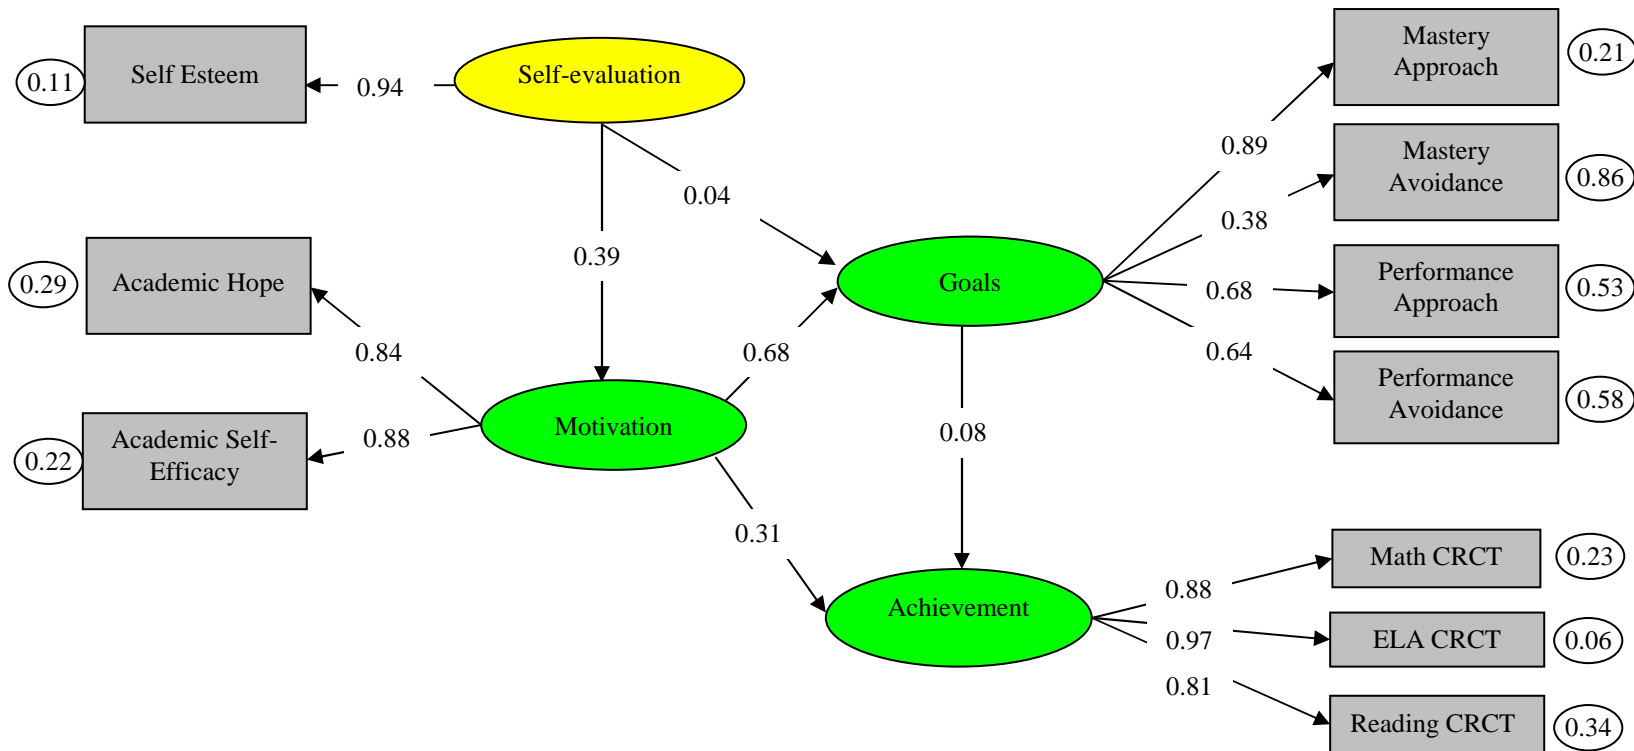 0.11
Self Esteem
0.94
Self-evaluation
Mastery
Approach
0.21
0.89
Mastery
Avoidance
0.86
0.04
0.38
0.39
0.29
Academic Hope
Goals
0.68
Performance
Approach
0.53
0.84
0.68
0.64
Performance
Avoidance
0.58
0.22
Academic Self-
Efficacy
0.88
Motivation
0.08
0.31
Achievement
0.88
Math CRCT
0.23
0.97
ELA CRCT
0.06
0.81
Reading CRCT
0.34